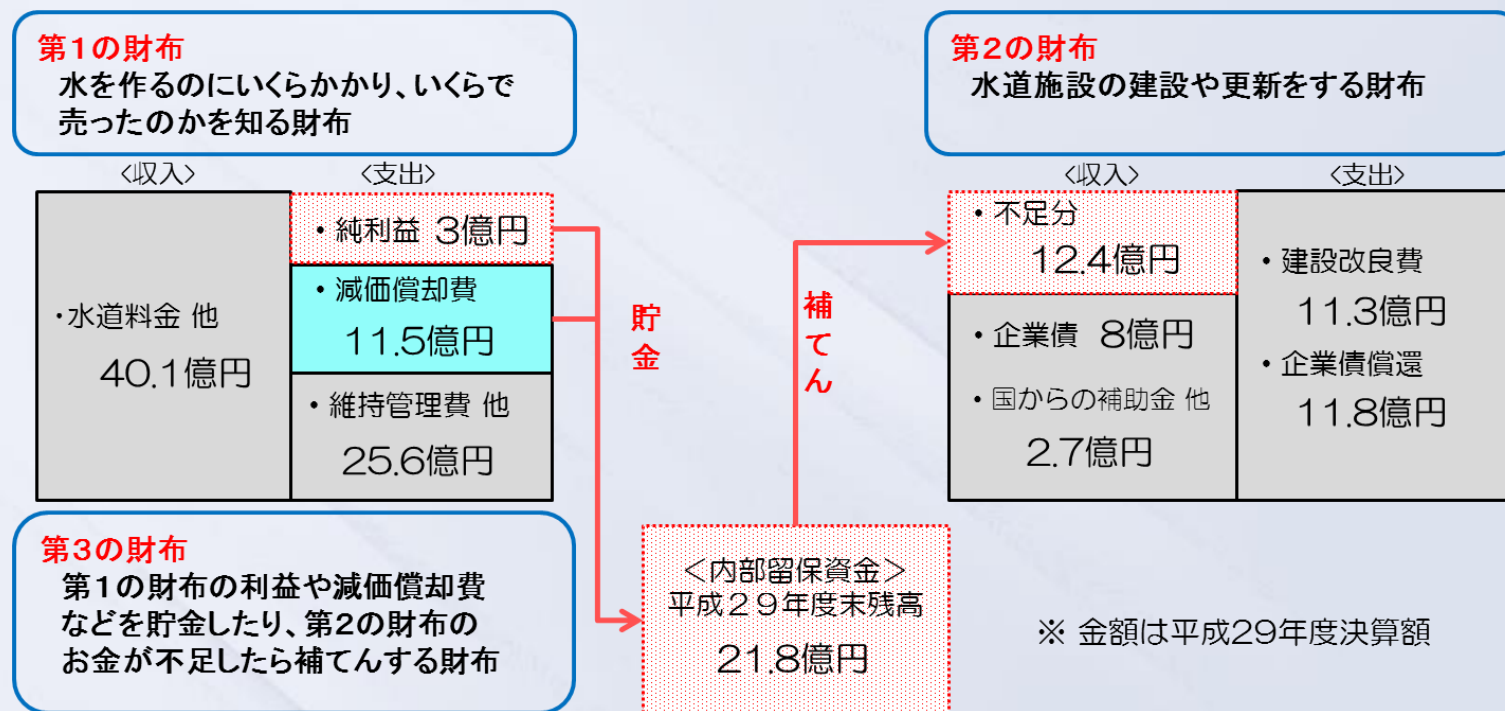 第1の財布
水を作るのにいくらかかり、いくらで
売ったのかを知る財布
<収入>
<支出>
・水道料金 他
40.1億円
・純利益 3億円
・減価償却費
11.5億円
・維持管理費 他
25.6億円
貯金
補てん
第2の財布
水道施設の建設や更新をする財布
<収入>
<支出>
・不足分
12.4億円
・企業債 8億円
・国からの補助金 他
2.7億円
・建設改良費
11.3億円
・企業債償還
11.8億円
第3の財布
第1の財布の利益や減価償却費
などを貯金したり、第2の財布の
お金が不足したら補てんする財布
<内部留保資金>
平成29年度末残高
21.8億円
※ 金額は平成29年度決算額